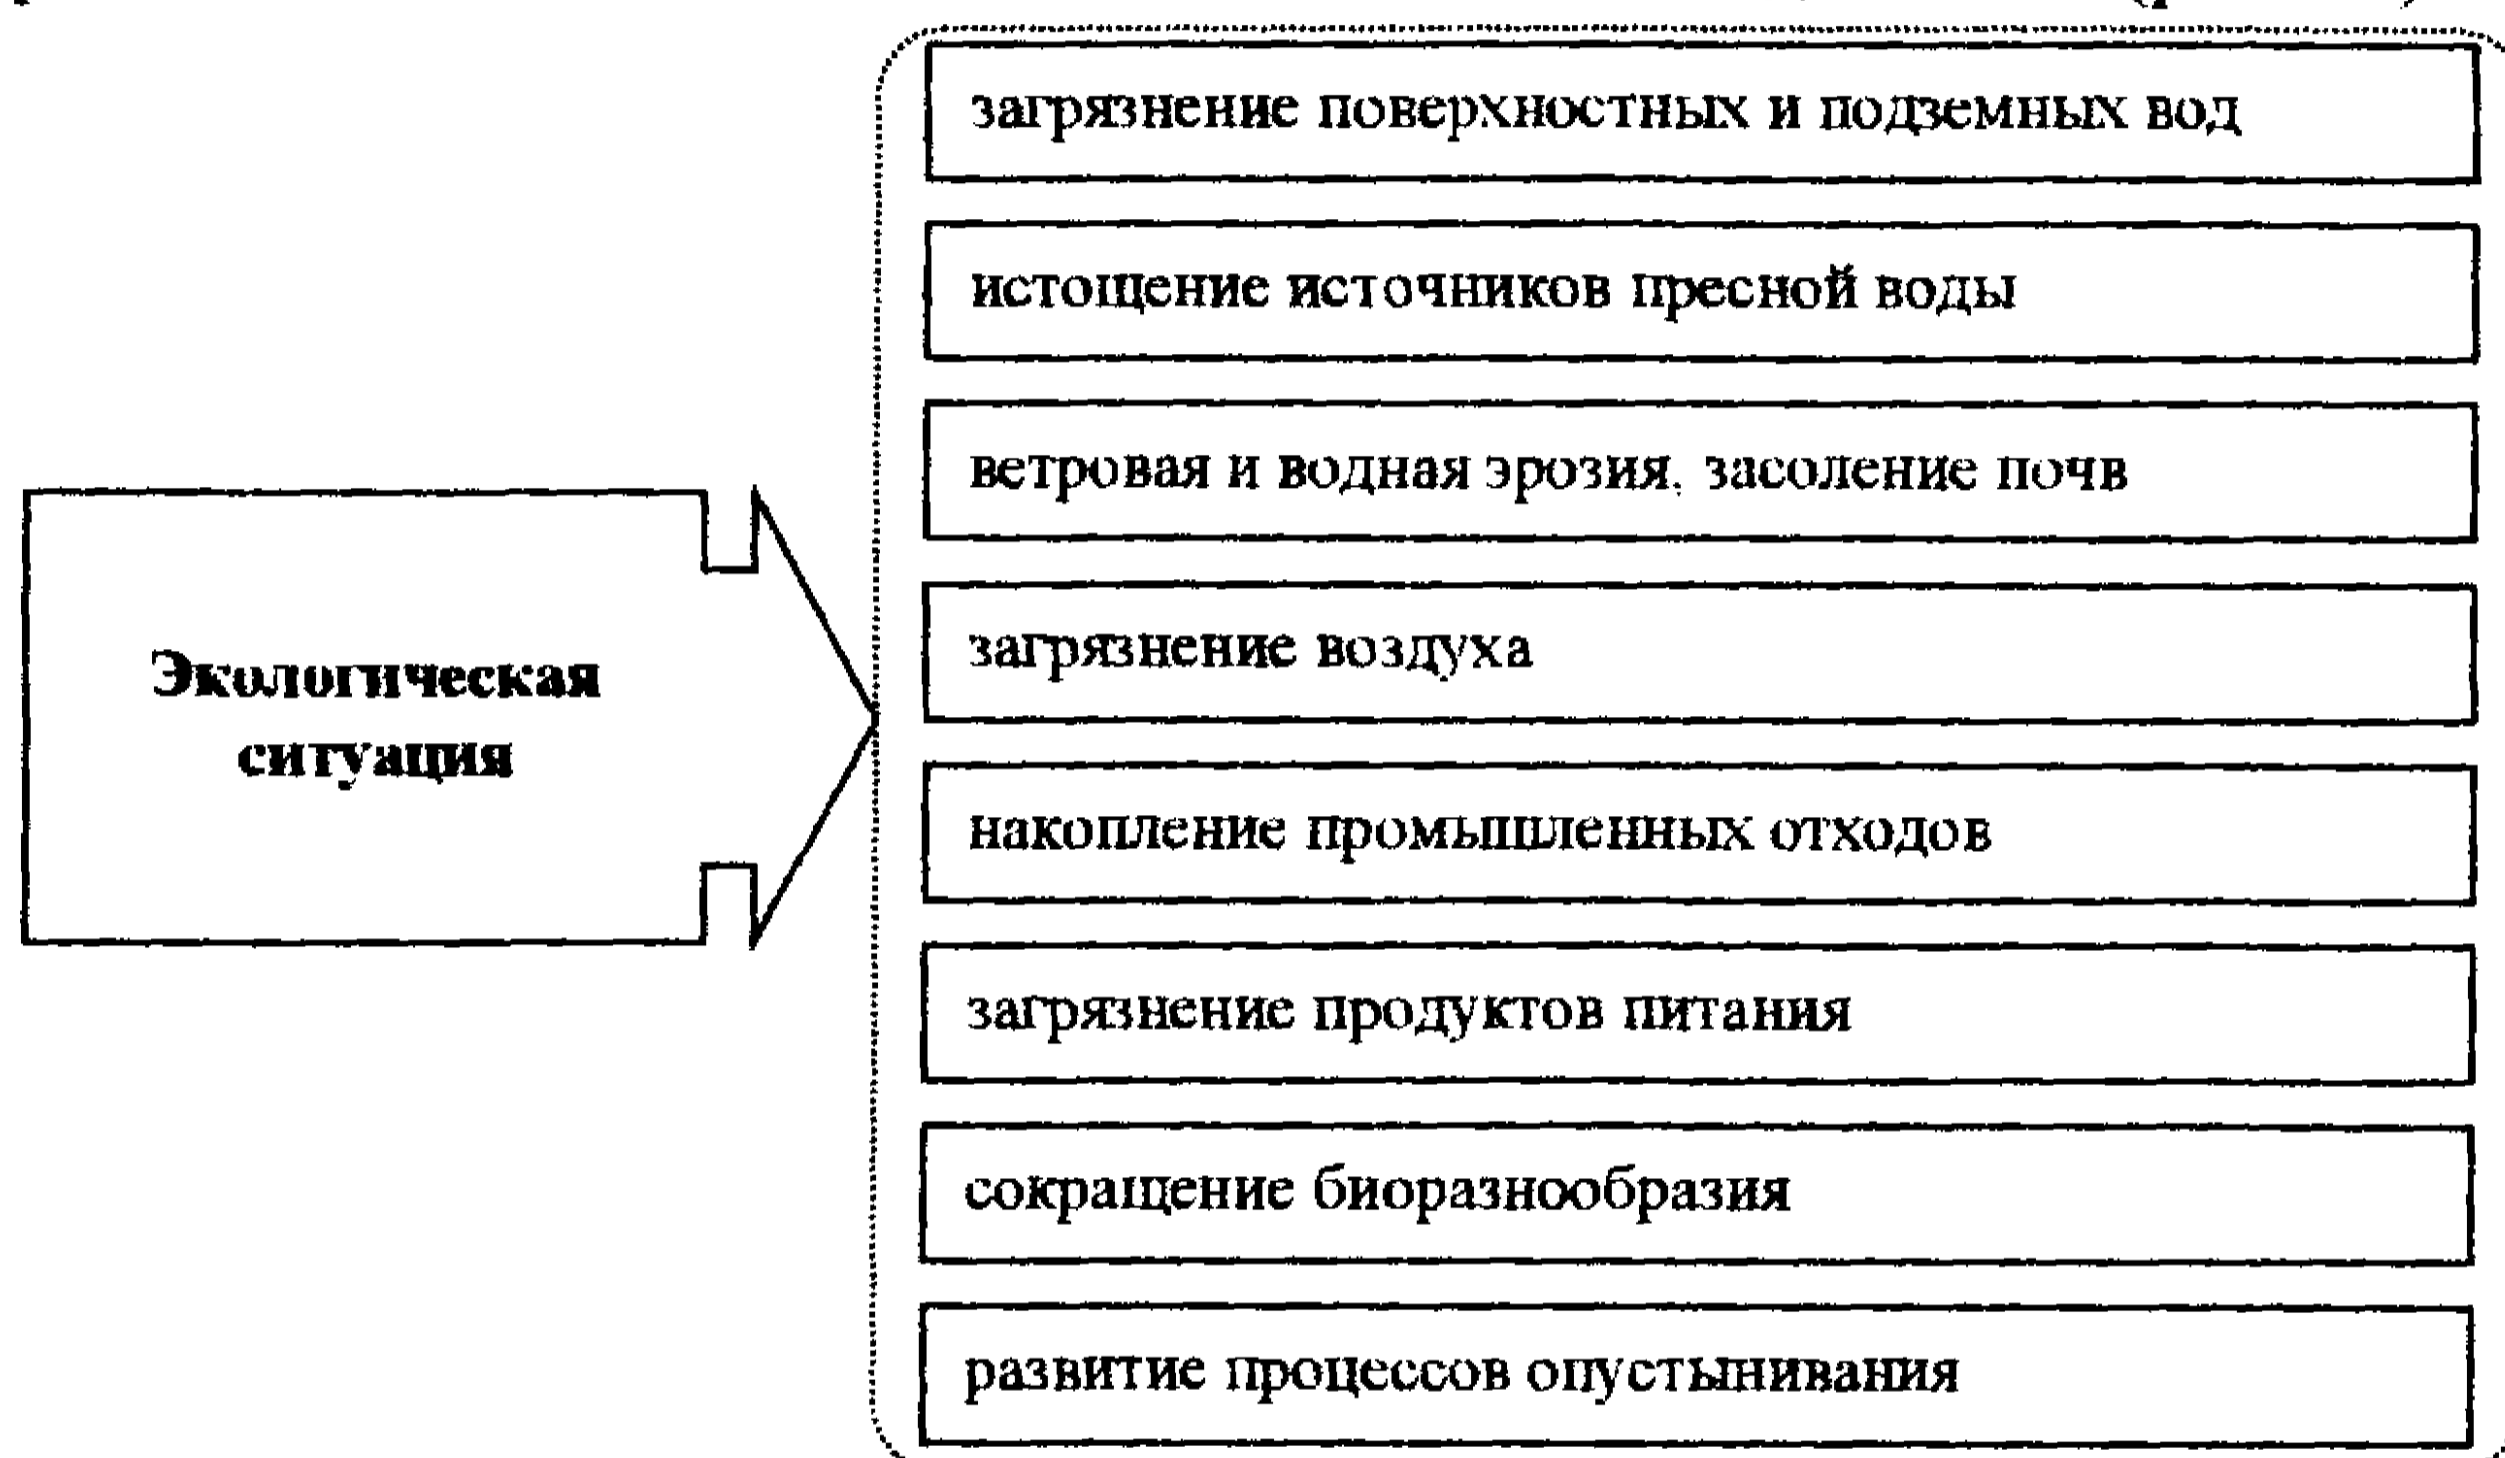 загрязнение поверхностных и подземных вод
истощение источников пресной воды
ветровая и водная эрозия, засоление почв
Экологическая
ситуация
загрязнение воздуха
накопление промышленных отходов
загрязнение продуктов питания
сокращение биоразнообразия
развитие процессов опустынивания